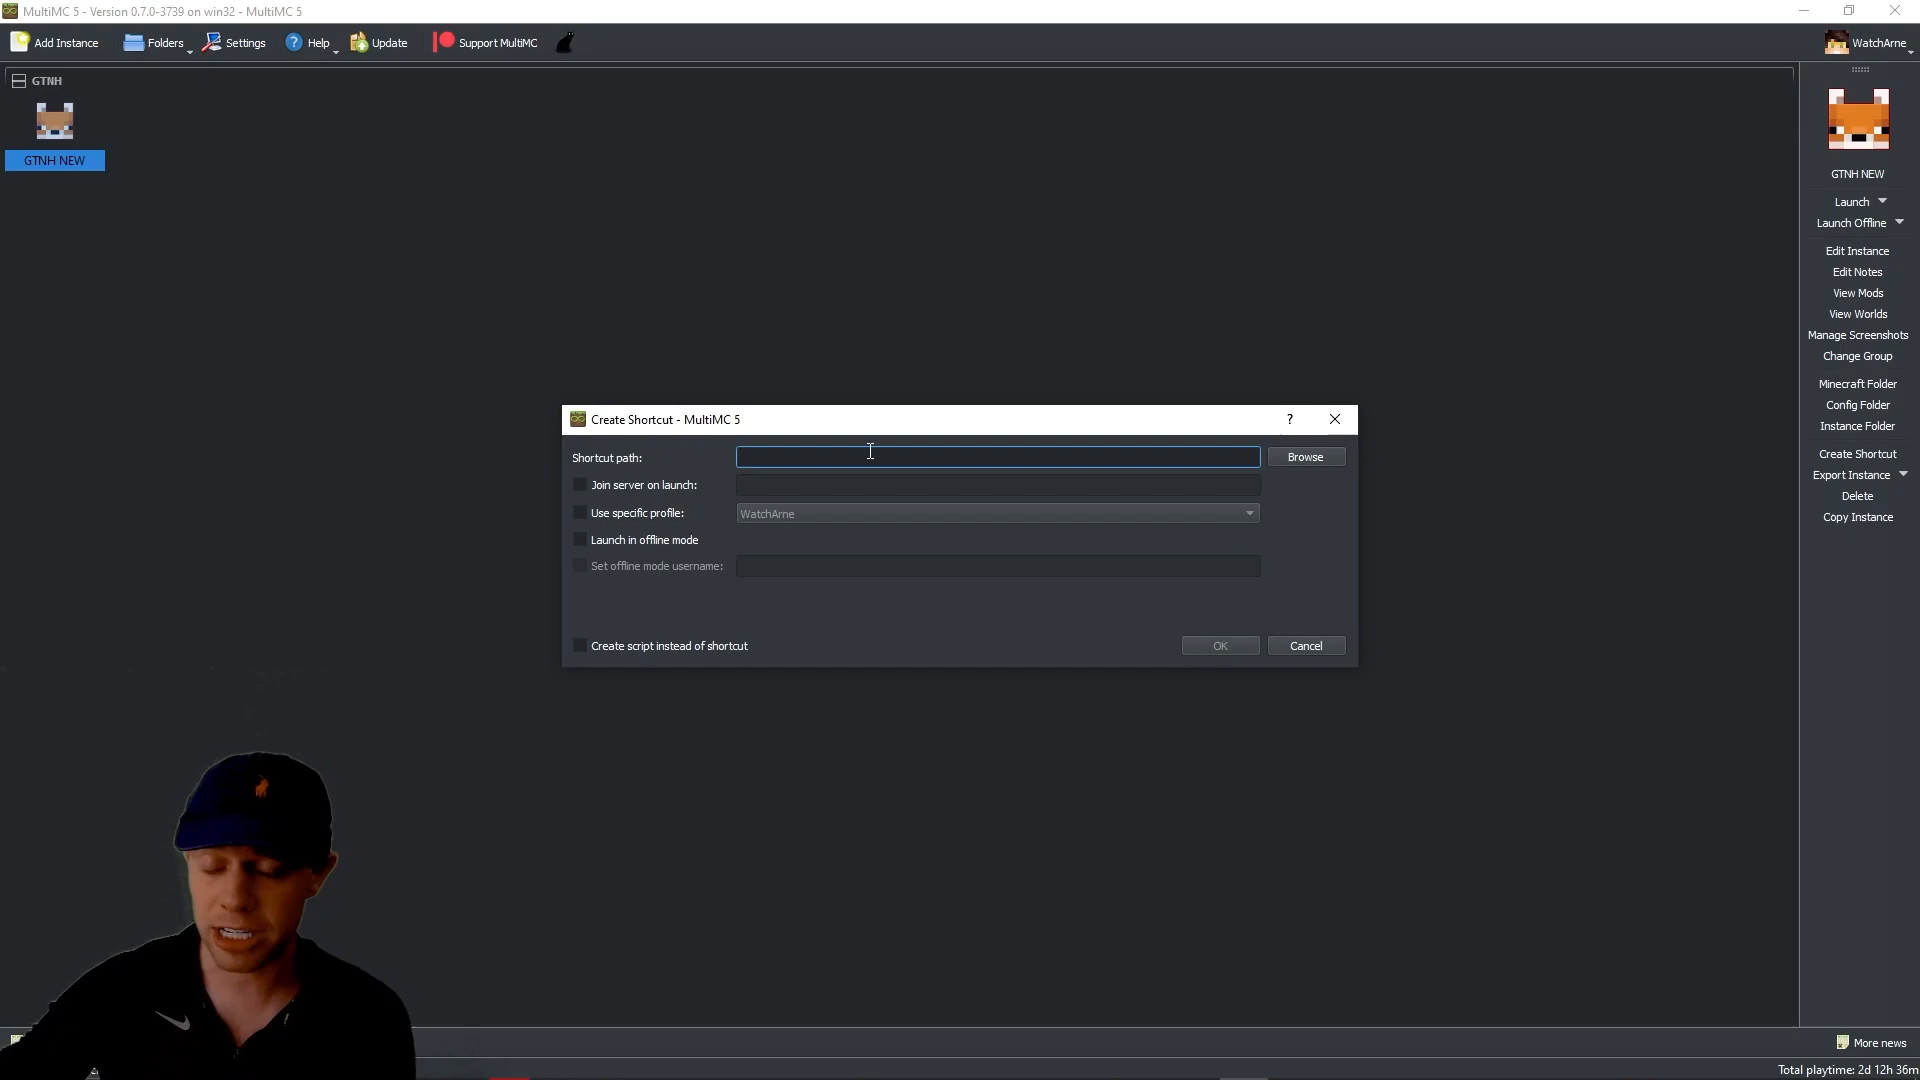 MultiMC 5 - Version 0.7.0-3739 on win32 - MultiMC 5
Add Instance
Folders
Settings
Help
Update
Support MultiMC
WatchArne
GTNH
GTNH NEW
GTNH NEW
Launch
Launch Offline
Edit Instance
Edit Notes
View Mods
View Worlds
Manage Screenshots
Change Group
Minecraft Folder
Config Folder
Instance Folder
Create Shortcut
Export Instance
Delete
Copy Instance
Create Shortcut - MultiMC 5
?
Shortcut path:
Browse
Join server on launch:
Use specific profile:
WatchArne
Launch in offline mode
Set offline mode username:
Create script instead of shortcut
OK
Cancel
More news
Total playtime: 2d 12h 36m